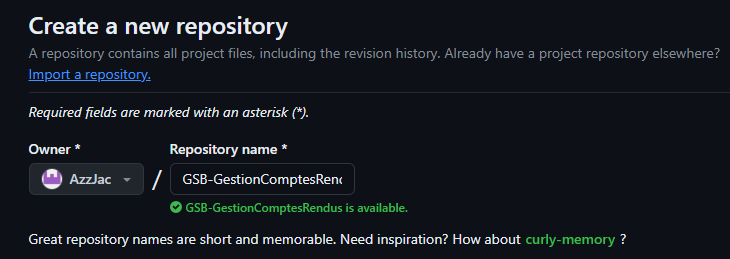 Create a new repository
A repository contains all project files, including the revision history. Already have a project repository elsewhere?
Import a repository.
Required fields are marked with an asterisk (*).
Owner * Repository name *
AzzJac / GSB-GestionComptesRend
GSB-GestionComptesRendus is available.
Great repository names are short and memorable. Need inspiration? How about curly-memory ?